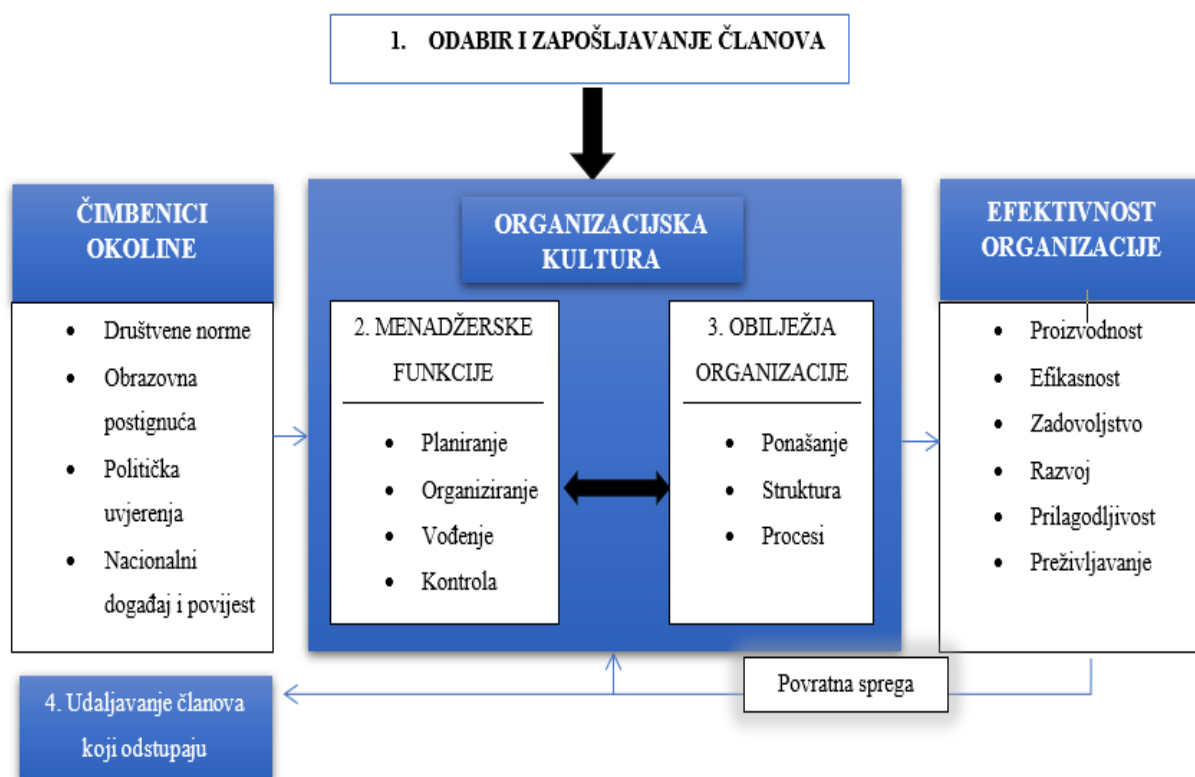 1. ODABIR I ZAPOŠLJAVANJE ČLANOVA
ČIMBENICI
OKOLINE
• Društvene norme
• Obrazovna
postignuća
• Politička
uvjerenja
• Nacionalni
događaj i povijest
ORGANIZACIJSKA
KULTURA
2. MENADŽERSKE
FUNKCIJE
• Planiranje
• Organiziranje
• Vođenje
• Kontrola
3. OBILJEŽJA
ORGANIZACIJE
• Ponašanje
• Struktura
• Procesi
EFEKTIVNOST
ORGANIZACIJE
• Proizvodnost
• Efikasnost
• Zadovoljstvo
• Razvoj
• Prilagodljivost
• Preživljavanje
Povratna sprega
4. Udaljavanje članova
koji odstupaju